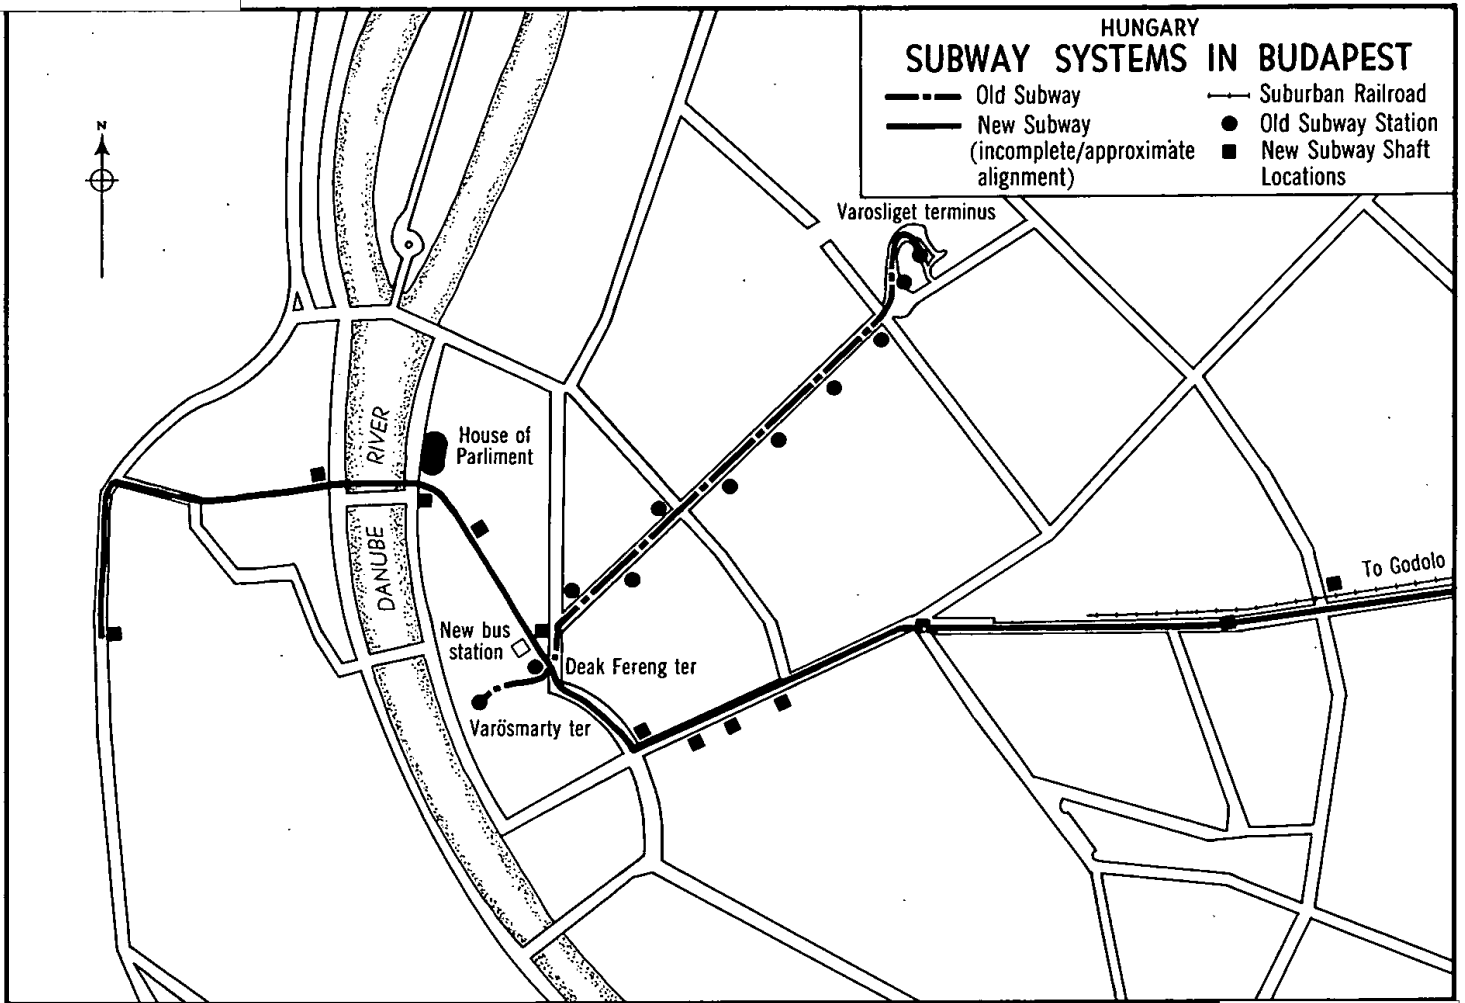 HUNGARY
SUBWAY SYSTEMS IN BUDAPEST
Old Subway
New Subway
(incomplete/approximate
alignment)
Suburban Railroad
Old Subway Station
New Subway Shaft
Locations
N
Varosliget terminus
RIVER
House of
Parliment
DANUBE
To Godolo
New bus
station
Deak Fereng ter
Varösmarty ter